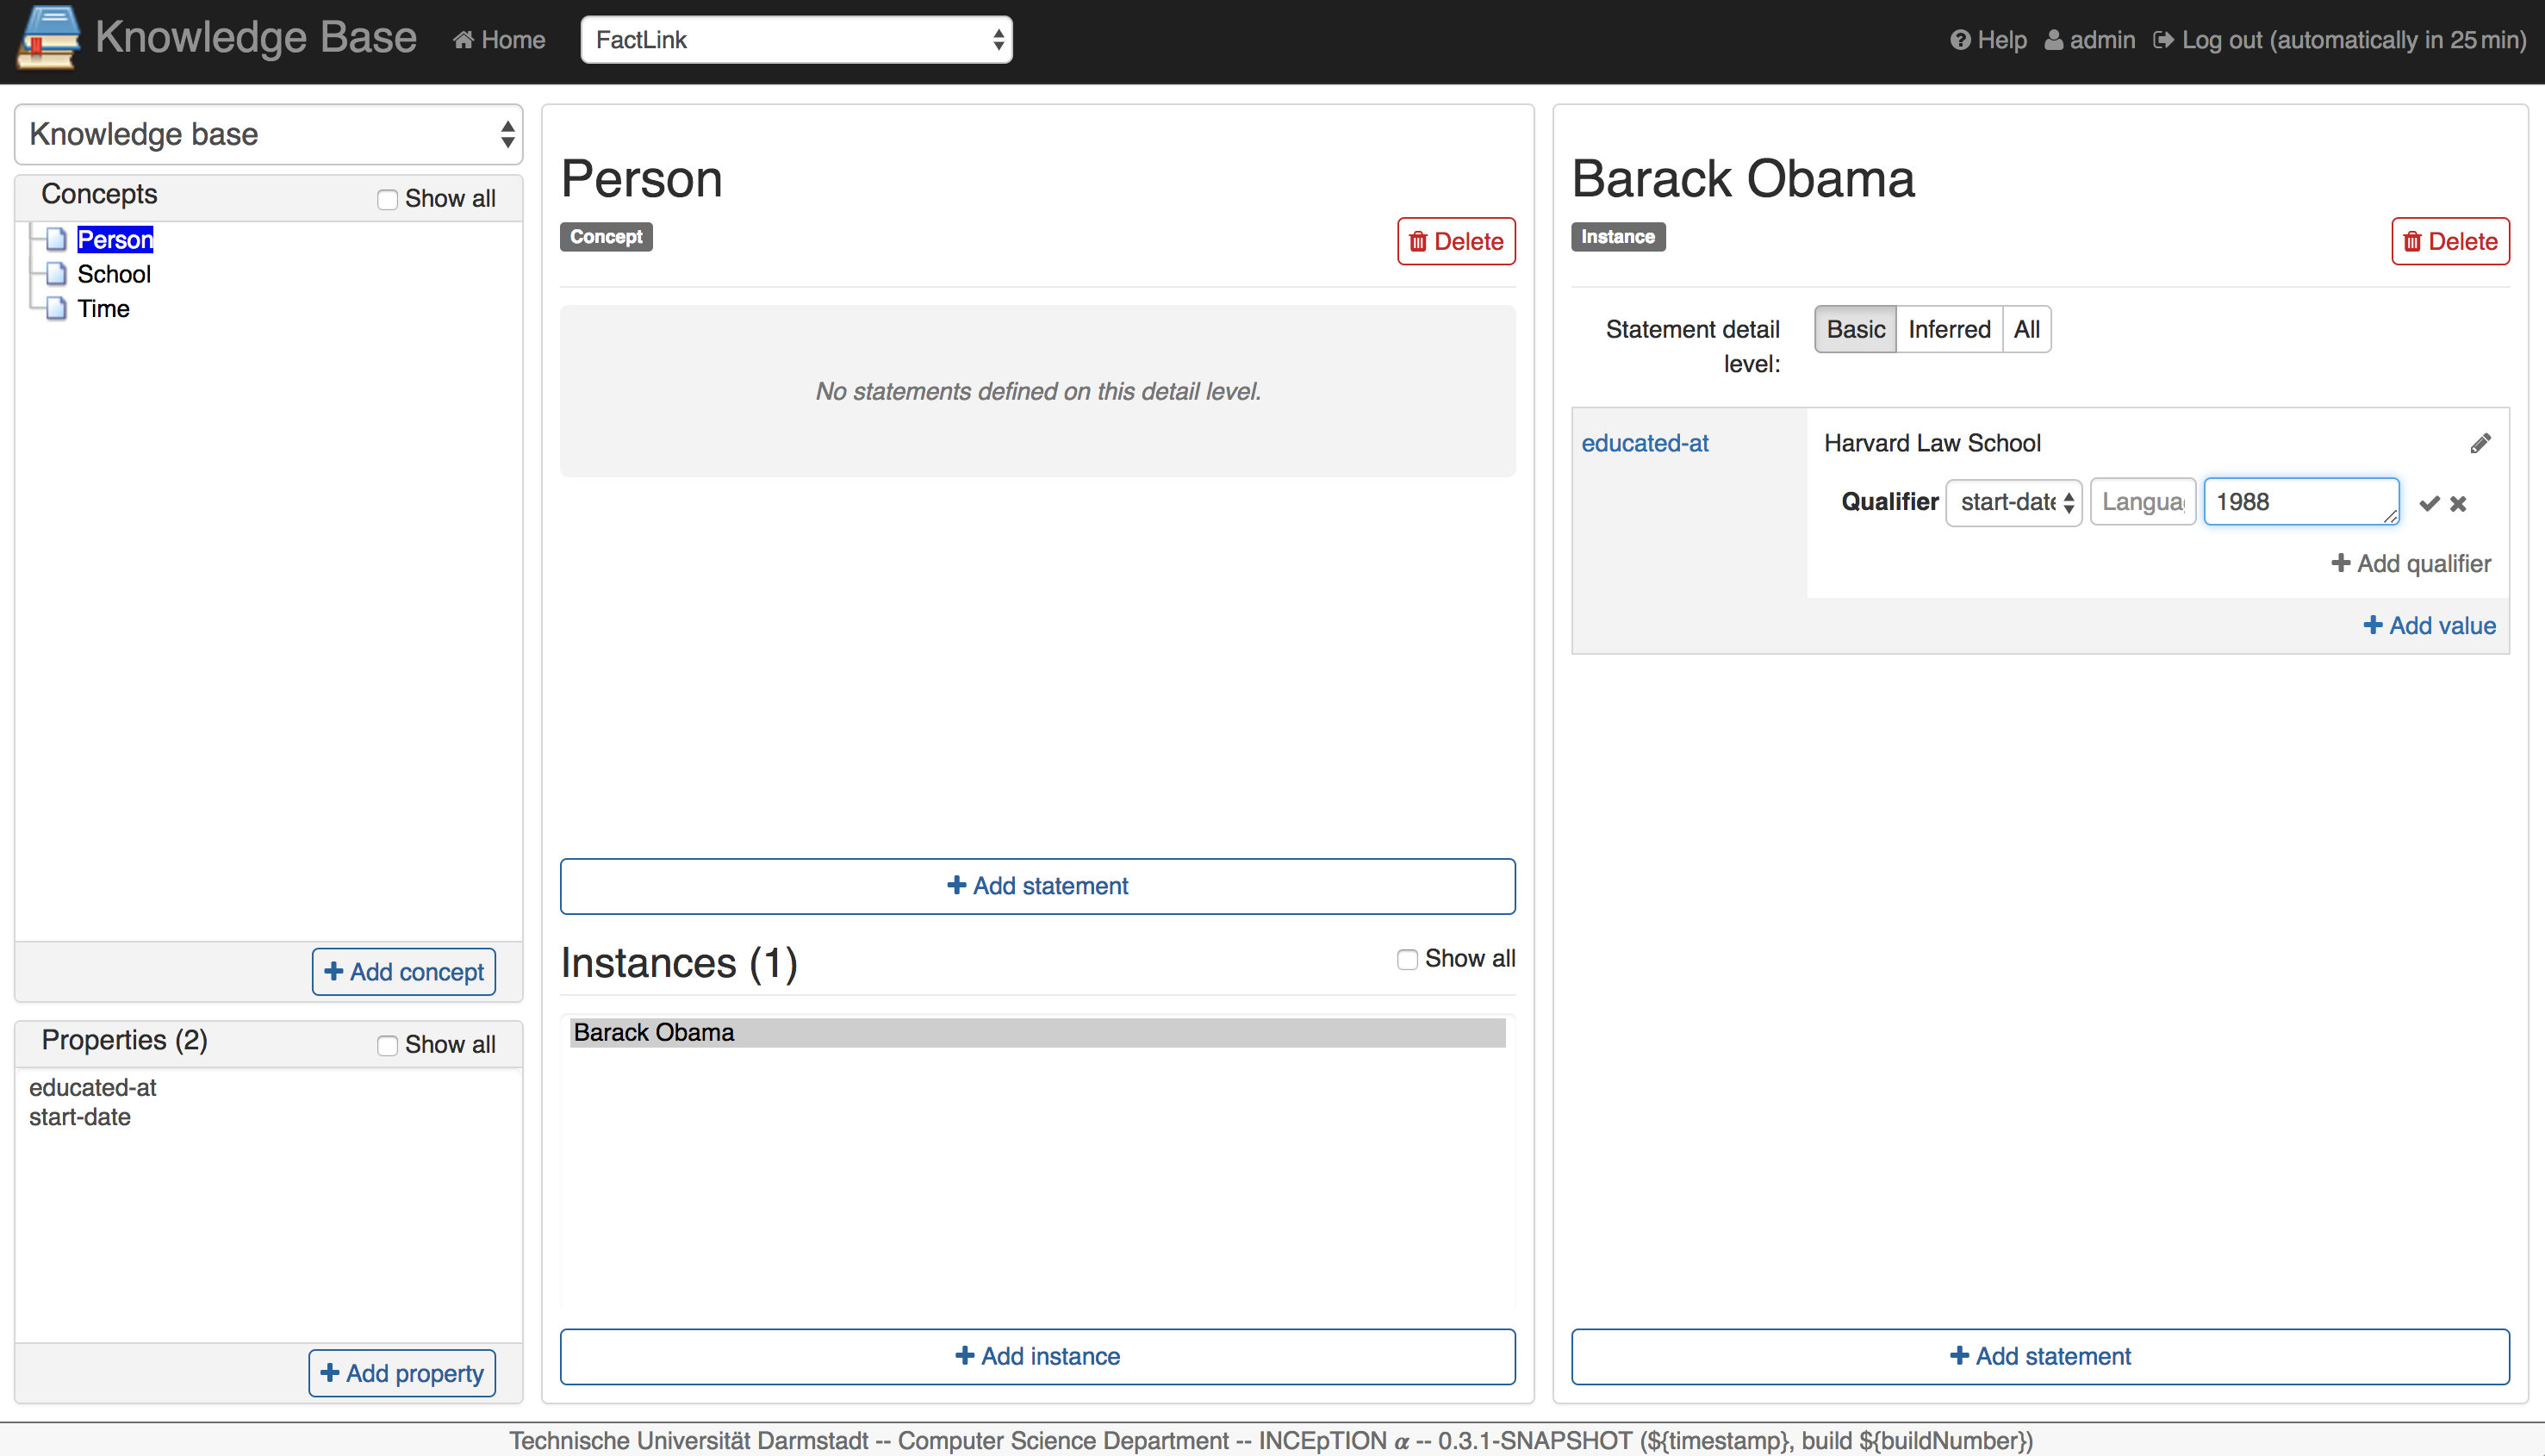 Knowledge Base
Home
FactLink
Help
admin
Log out (automatically in 25 min)
Knowledge base
Concepts
Show all
Person
School
Time
Add concept
Properties (2)
Show all
educated-at
start-date
Add property
Person
Concept
Delete
No statements defined on this detail level.
Add statement
Instances (1)
Show all
Barack Obama
Add instance
Barack Obama
Instance
Delete
Statement detail
level:
Basic
Inferred
All
educated-at
Harvard Law School
Qualifier
start-date
Langua
1988
Add qualifier
Add value
Add statement
Technische Universität Darmstadt -- Computer Science Department -- INCEpTION α -- 0.3.1-SNAPSHOT (${timestamp}, build ${buildNumber})